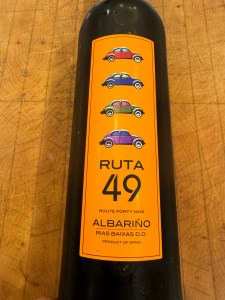 RUTA
49
ROUTE FORTY NINE
ALBARIÑO
RIAS BAIXAS D.O.
PRODUCT OF SPAIN